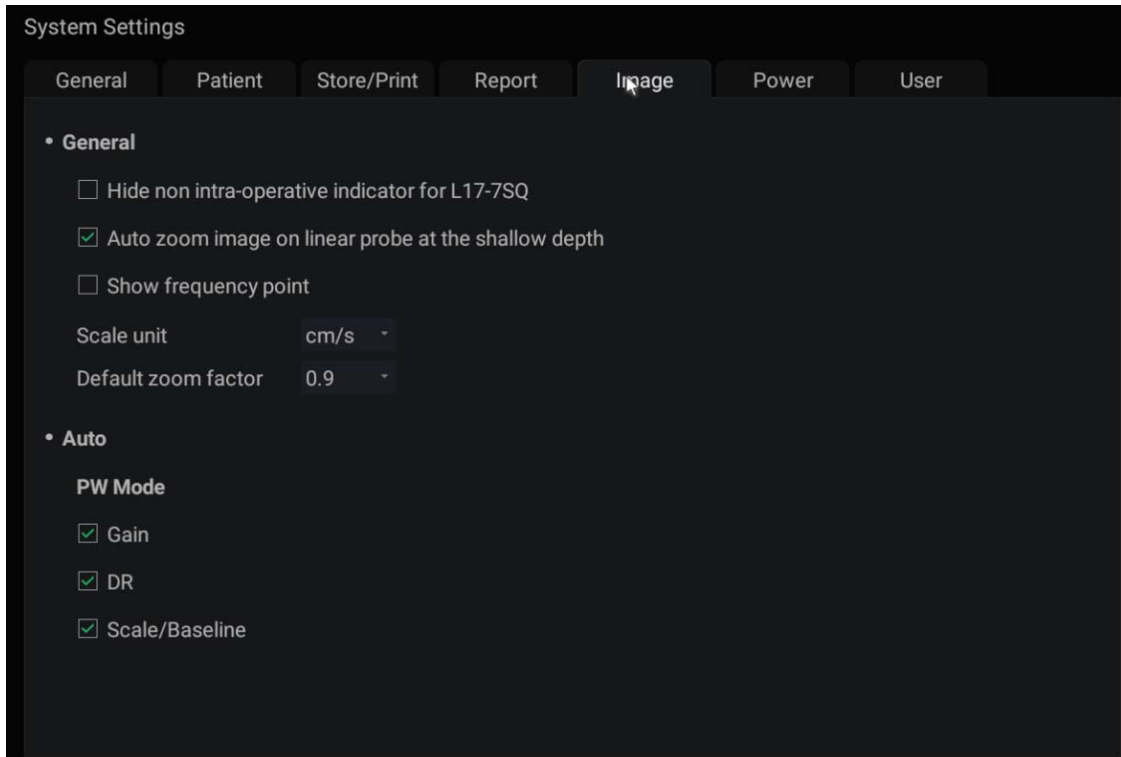 System Settings
General Patient Store/Print Report Image Power User
• General
Hide non intra-operative indicator for L17-7SQ
Auto zoom image on linear probe at the shallow depth
Show frequency point
Scale unit cm/s
Default zoom factor 0.9
• Auto
PW Mode
Gain
DR
Scale/Baseline